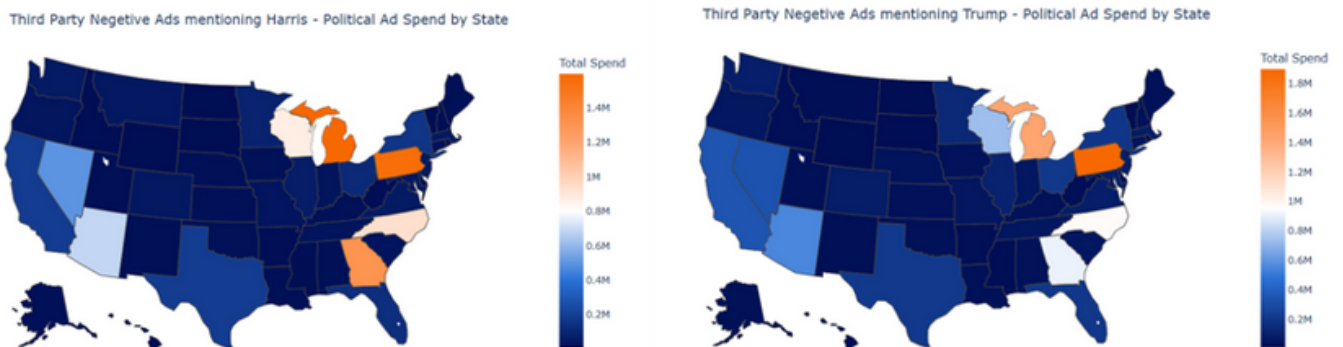 Third Party Negetive Ads mentioning Harris - Political Ad Spend by State
Total Spend
1.4M
1.2M
1M
0.8M
0.6M
0.4M
0.2M
Third Party Negetive Ads mentioning Trump - Political Ad Spend by State
Total Spend
1.8M
1.6M
1.4M
1.2M
1M
0.8M
0.6M
0.4M
0.2M